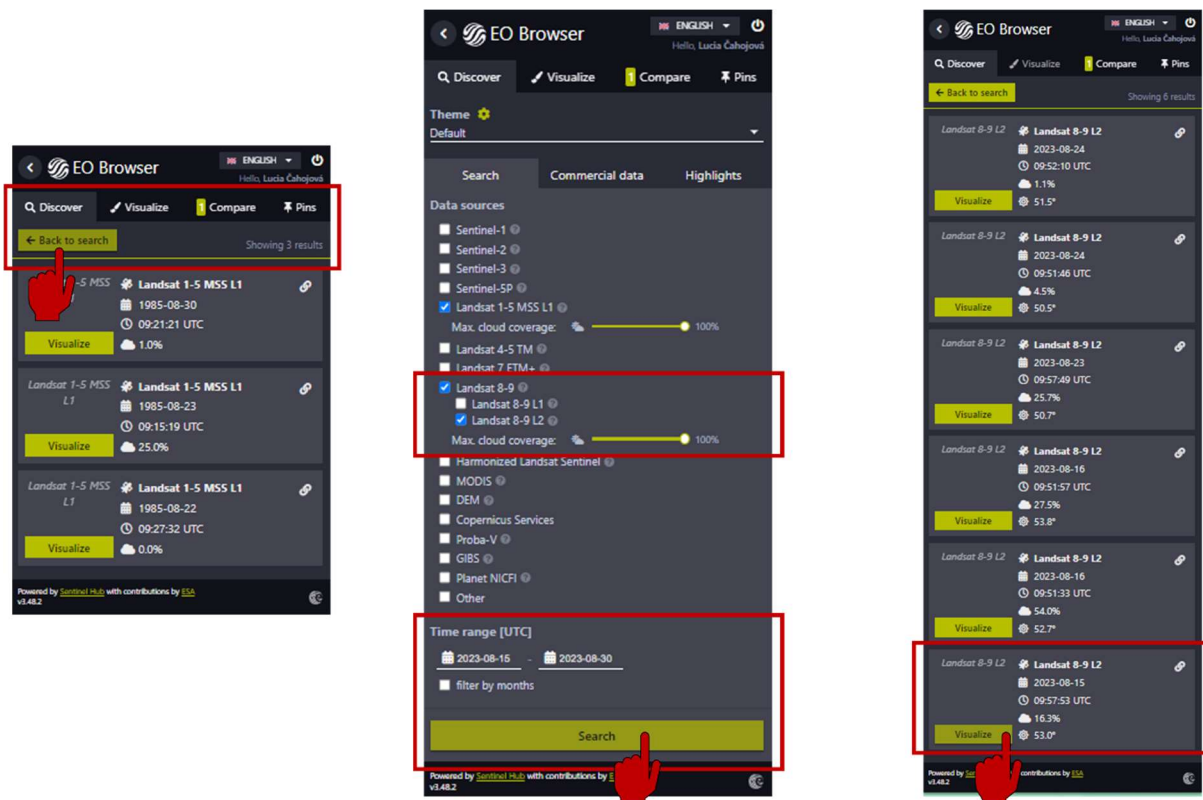 EO Browser
ENGLISH
Hello, Lucia Čahojová
Discover Visualize 1 Compare Pins
Back to search
Showing 3 results
-5 MSS
Landsat 1-5 MSS L1
1985-08-30
09:21:21 UTC
Visualize
1.0%
Landsat 1-5 MSS L1
Landsat 1-5 MSS L1
1985-08-23
09:15:19 UTC
Visualize
25.0%
Landsat 1-5 MSS L1
Landsat 1-5 MSS L1
1985-08-22
09:27:32 UTC
Visualize
0.0%
Powered by Sentinel Hub with contributions by ESA
v3.48.2
EO Browser
ENGLISH
Hello, Lucia Čahojová
Discover Visualize 1 Compare Pins
Theme
Default
Search Commercial data Highlights
Data sources
Sentinel-1
Sentinel-2
Sentinel-3
Sentinel-5P
Landsat 1-5 MSS L1
Max. cloud coverage: 100%
Landsat 4-5 TM
Landsat 7 ETM+
Landsat 8-9
Landsat 8-9 L1
Landsat 8-9 L2
Max. cloud coverage: 100%
Harmonized Landsat Sentinel
MODIS
DEM
Copernicus Services
Proba-V
GIBS
Planet NICFI
Other
Time range [UTC]
2023-08-15 - 2023-08-30
filter by months
Search
Powered by Sentinel Hub with contributions by
v3.48.2
EO Browser
ENGLISH
Hello, Lucia Čahojová
Discover Visualize 1 Compare Pins
Back to search
Showing 6 results
Landsat 8-9 L2
Landsat 8-9 L2
2023-08-24
09:52:10 UTC
1.1%
Visualize
51.5°
Landsat 8-9 L2
Landsat 8-9 L2
2023-08-24
09:51:46 UTC
4.5%
Visualize
50.5°
Landsat 8-9 L2
Landsat 8-9 L2
2023-08-23
09:57:49 UTC
25.7%
Visualize
50.7°
Landsat 8-9 L2
Landsat 8-9 L2
2023-08-16
09:51:57 UTC
27.5%
Visualize
53.8°
Landsat 8-9 L2
Landsat 8-9 L2
2023-08-16
09:51:33 UTC
54.0%
Visualize
52.7°
Landsat 8-9 L2
Landsat 8-9 L2
2023-08-15
09:57:53 UTC
16.3%
Visualize
53.0°
Powered by contributions by ESA
v3.48.2